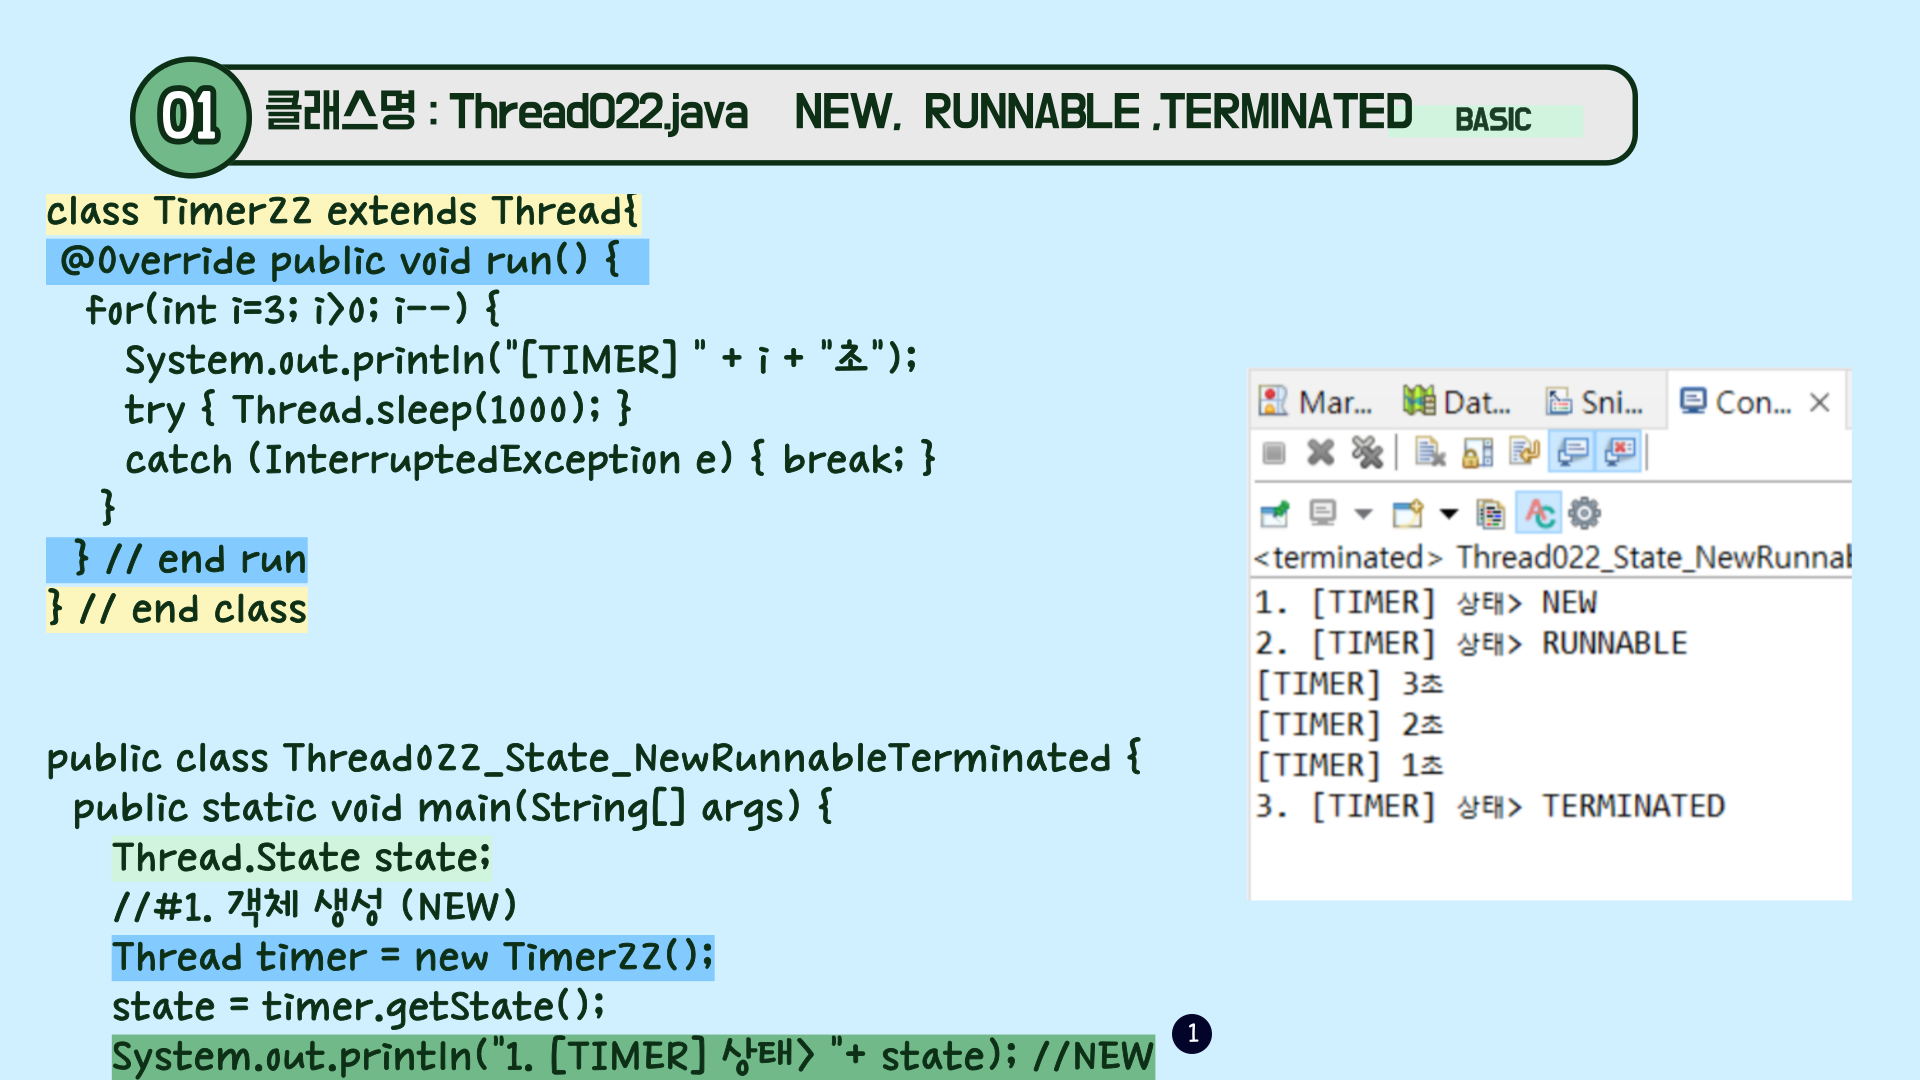 01 클래스명 : Thread022.java NEW, RUNNABLE ,TERMINATED BASIC
class Timer22 extends Thread{
@Override public void run() {
for(int i=3; i>0; i--) {
System.out.println("[TIMER] " + i + "초");
try { Thread.sleep(1000); }
catch (InterruptedException e) { break; }
}
} // end run
} // end class
public class Thread022_State_NewRunnableTerminated {
public static void main(String[] args) {
Thread.State state;
//#1. 객체 생성 (NEW)
Thread timer = new Timer22();
state = timer.getState();
System.out.println("1. [TIMER] 상태> "+ state); //NEW
1
Mar... Dat... Sni... Con...
<terminated> Thread022_State_NewRunnab
1. [TIMER] 상태> NEW
2. [TIMER] 상태> RUNNABLE
[TIMER] 3초
[TIMER] 2초
[TIMER] 1초
3. [TIMER] 상태> TERMINATED